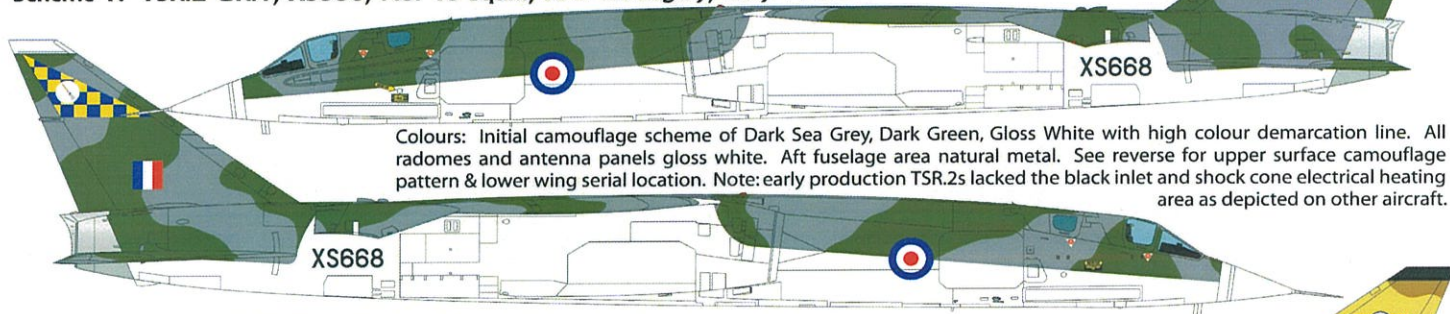 XS668
Colours: Initial camouflage scheme of Dark Sea Grey, Dark Green, Gloss White with high colour demarcation line. All
radomes and antenna panels gloss white. Aft fuselage area natural metal. See reverse for upper surface camouflage
pattern & lower wing serial location. Note: early production TSR.2s lacked the black inlet and shock cone electrical heating
area as depicted on other aircraft.
XS668